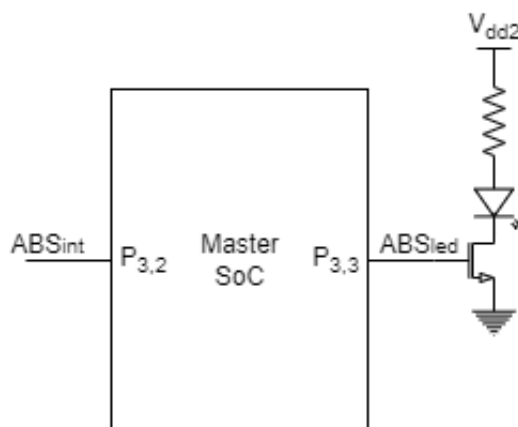 Vdd2
ABSint
P3,2
Master
SoC
P3,3
ABSled